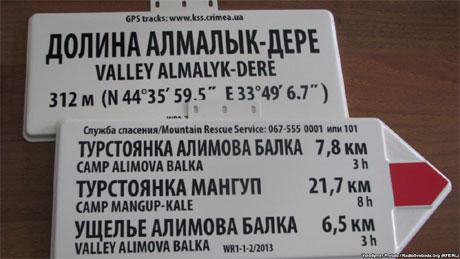 GPS tracks: www.kss.crimea.ua
ДОЛИНА АЛМАЛЫК-ДЕРЕ
VALLEY ALMALYK-DERE
312 м (N 44°35´59.5˝ E 33°49´6.7˝)
Служба спасения/Mountain Rescue Service: 067-555 0001 или 101
ТУРСТОЯНКА АЛИМОВА БАЛКА 7,8 км
CAMP ALIMOVA BALKA 3 h
ТУРСТОЯНКА МАНГУП 21,7 км
CAMP MANGUP-KALE 8 h
УЩЕЛЬЕ АЛИМОВА БАЛКА 6,5 км
VALLEY ALIMOVA BALKA WR1-1-2/2013 3 h